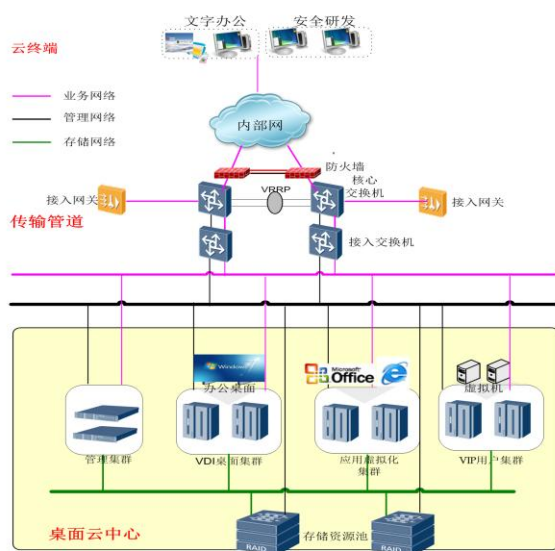 文字办公 安全研发
云终端
业务网络
管理网络
存储网络
内部网
防火墙
核心
交换机
VRRP
接入网关
接入网关
传输管道
接入交换机
Windows 7
办公桌面
Microsoft
Office
虚拟机
管理集群
VDI桌面集群
应用虚拟化
集群
VIP用户集群
桌面云中心
存储资源池
RAID
RAID